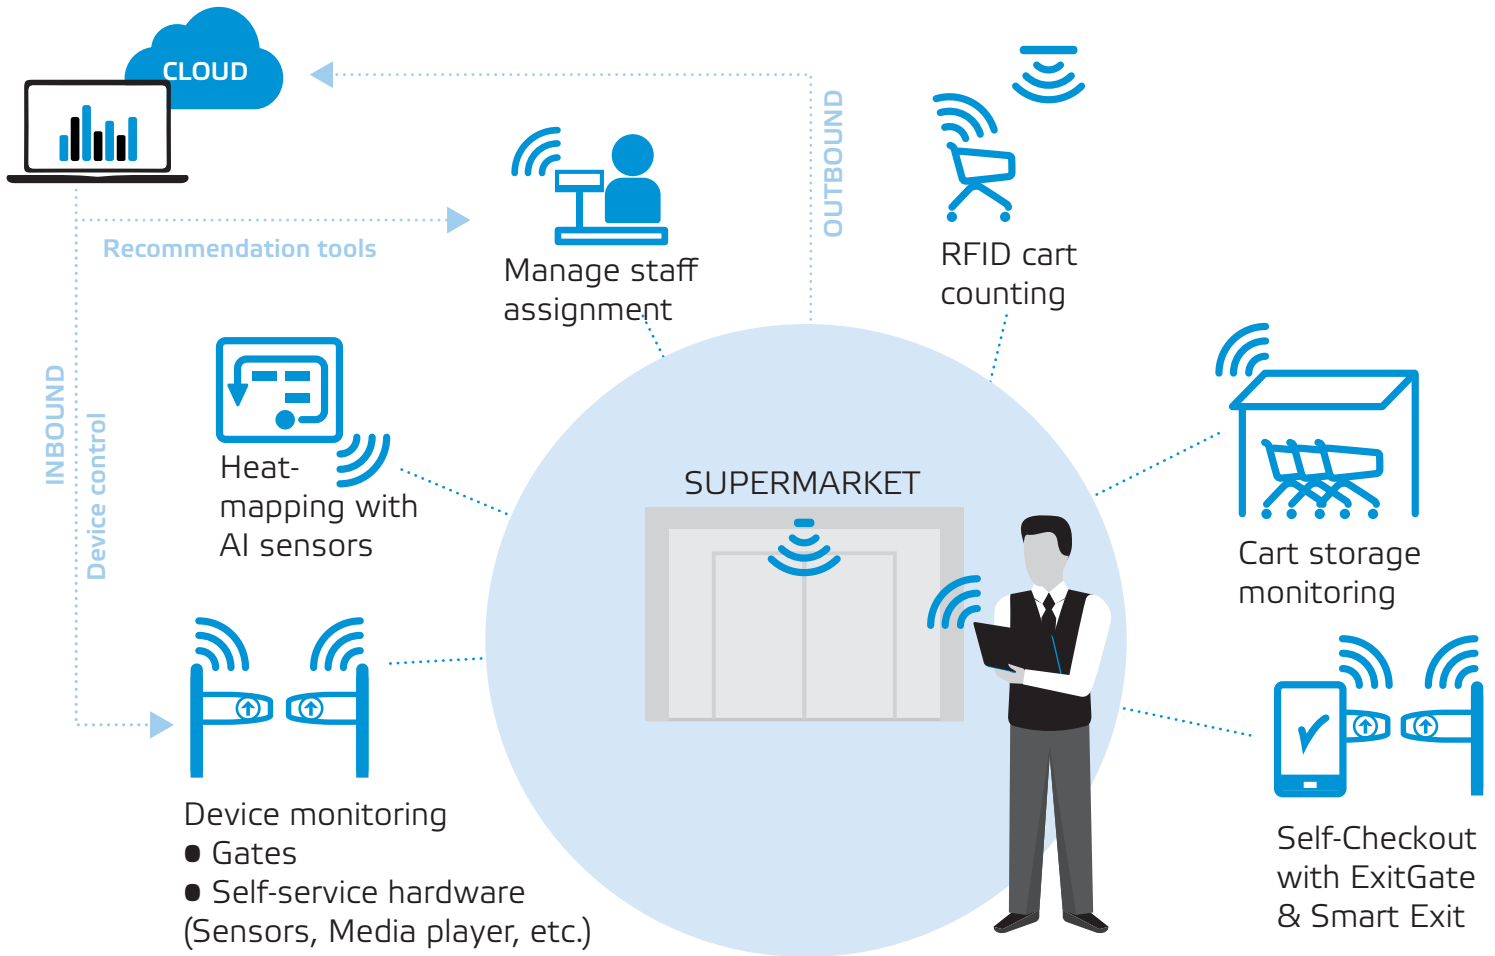 CLOUD
OUTBOUND
Recommendation tools
Manage staff
assignment
RFID cart
counting
INBOUND
Device control
Heat-
mapping with
AI sensors
SUPERMARKET
Cart storage
monitoring
Device monitoring
• Gates
• Self-service hardware
(Sensors, Media player, etc.)
Self-Checkout
with ExitGate
& Smart Exit